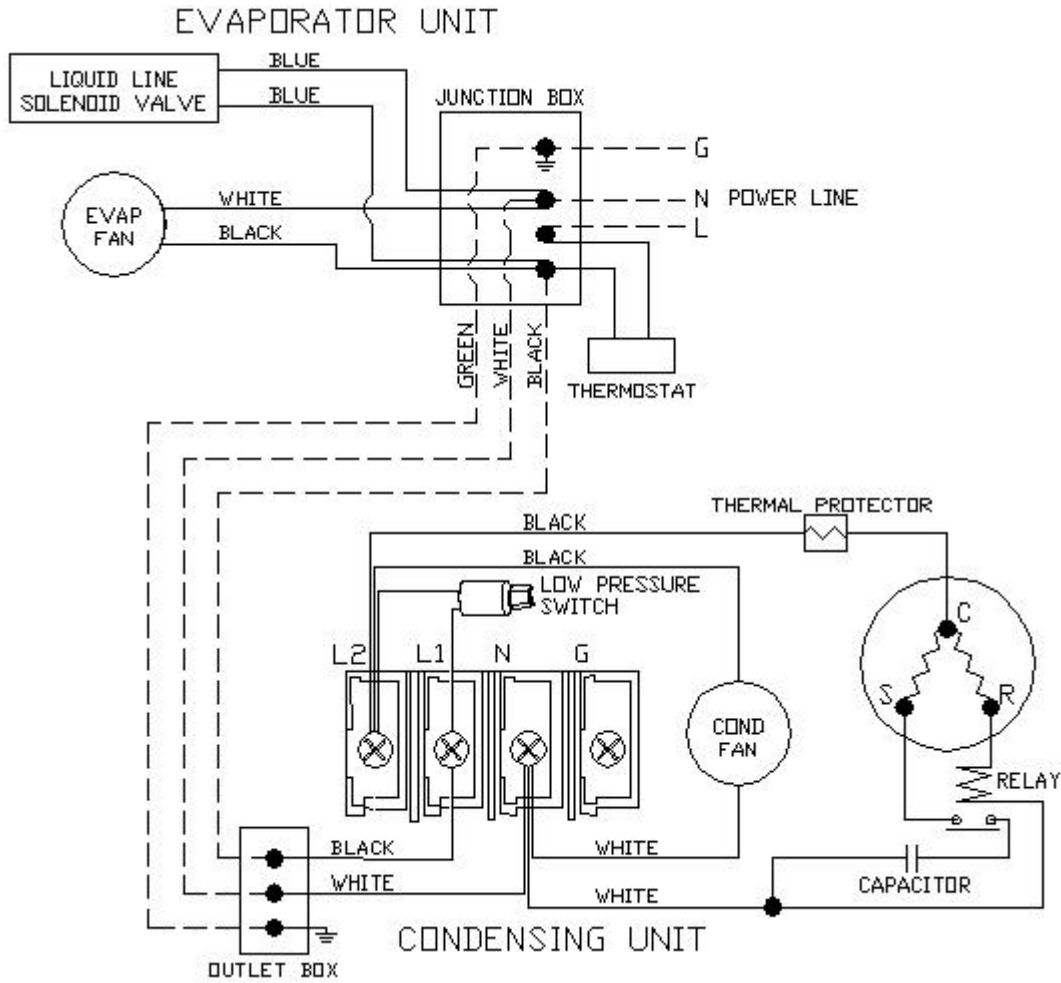 EVAPORATOR UNIT
LIQUID LINE
SOLENOID VALVE
BLUE
BLUE
JUNCTION BOX
G
N POWER LINE
L
EVAP
FAN
WHITE
BLACK
GREEN
WHITE
BLACK
THERMOSTAT
THERMAL PROTECTOR
BLACK
BLACK
LOW PRESSURE
SWITCH
L2
L1
N
G
C
S
R
COND
FAN
RELAY
BLACK
WHITE
WHITE
WHITE
CAPACITOR
CONDENSING UNIT
OUTLET BOX